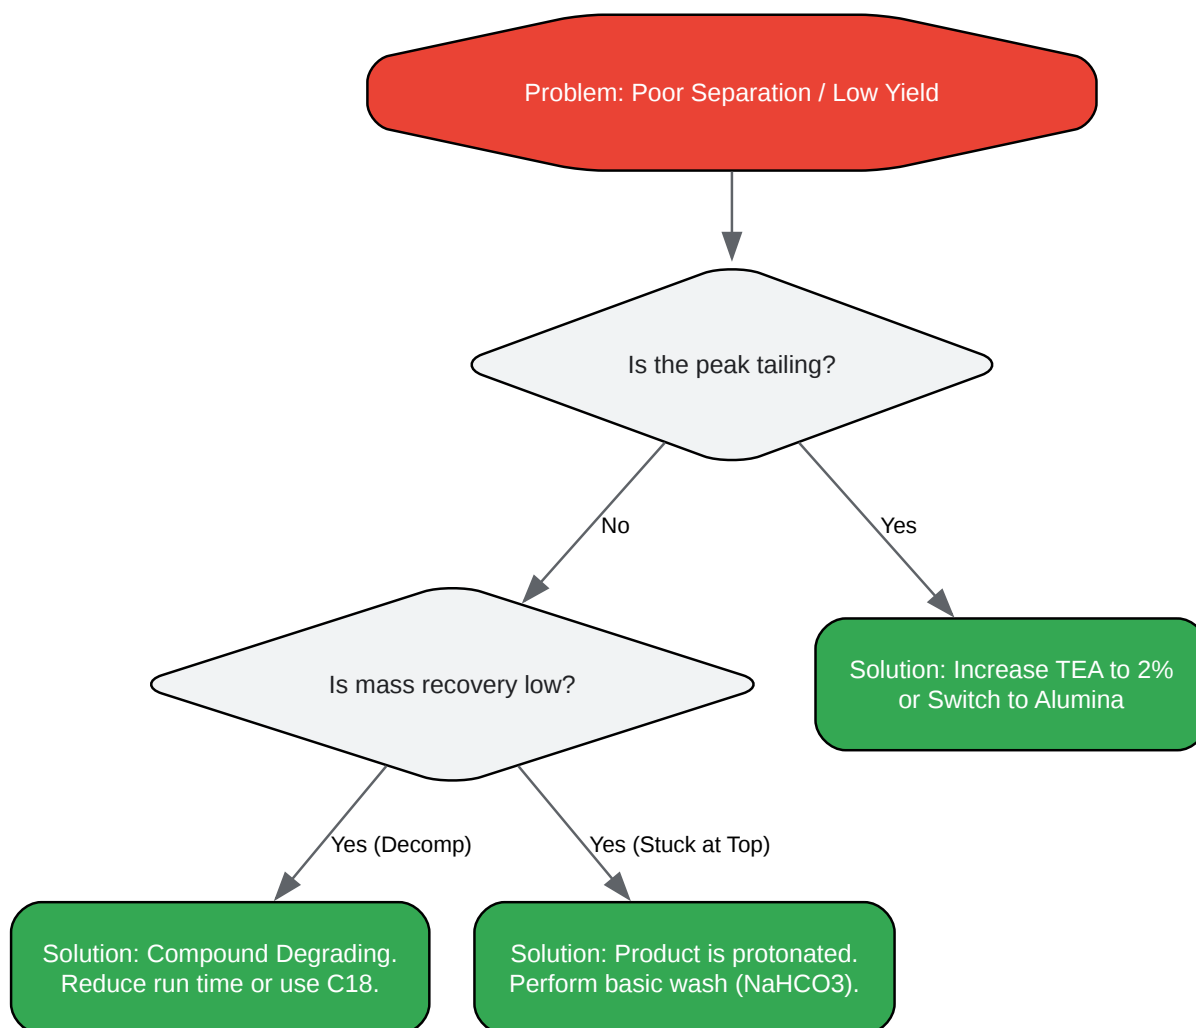 Problem: Poor Separation / Low Yield
Is the peak tailing?
No
Yes
Is mass recovery low?
Solution: Increase TEA to 2%
or Switch to Alumina
Yes (Decomp)
Yes (Stuck at Top)
Solution: Compound Degrading.
Reduce run time or use C18.
Solution: Product is protonated.
Perform basic wash (NaHCO3).